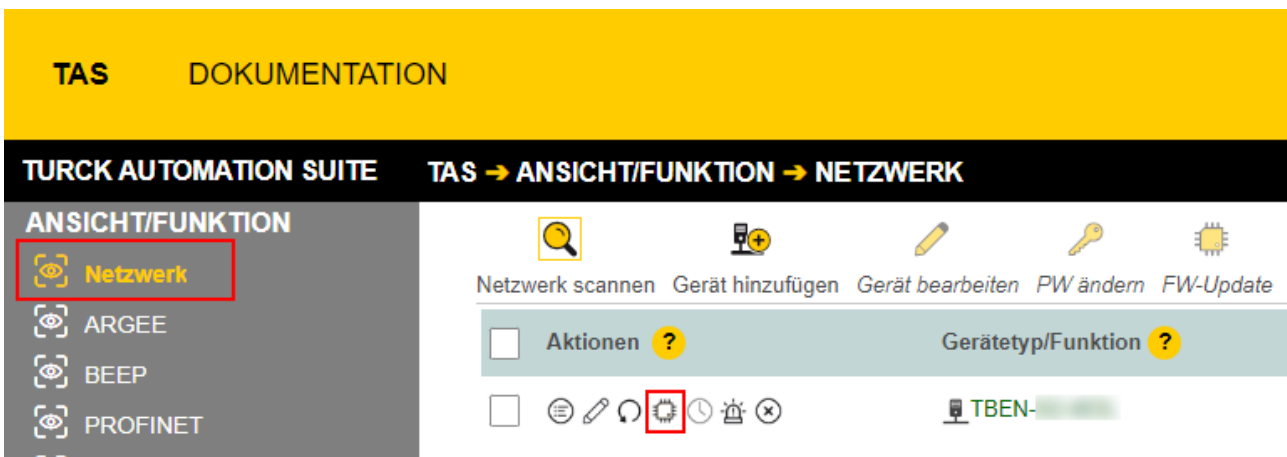 TAS DOKUMENTATION
TURCK AUTOMATION SUITE TAS ➔ ANSICHT/FUNKTION ➔ NETZWERK
ANSICHT/FUNKTION
Netzwerk
ARGEE
BEEP
PROFINET
Netzwerk scannen Gerät hinzufügen Gerät bearbeiten PW ändern FW-Update
Aktionen ? Gerätetyp/Funktion ?
TBEN-